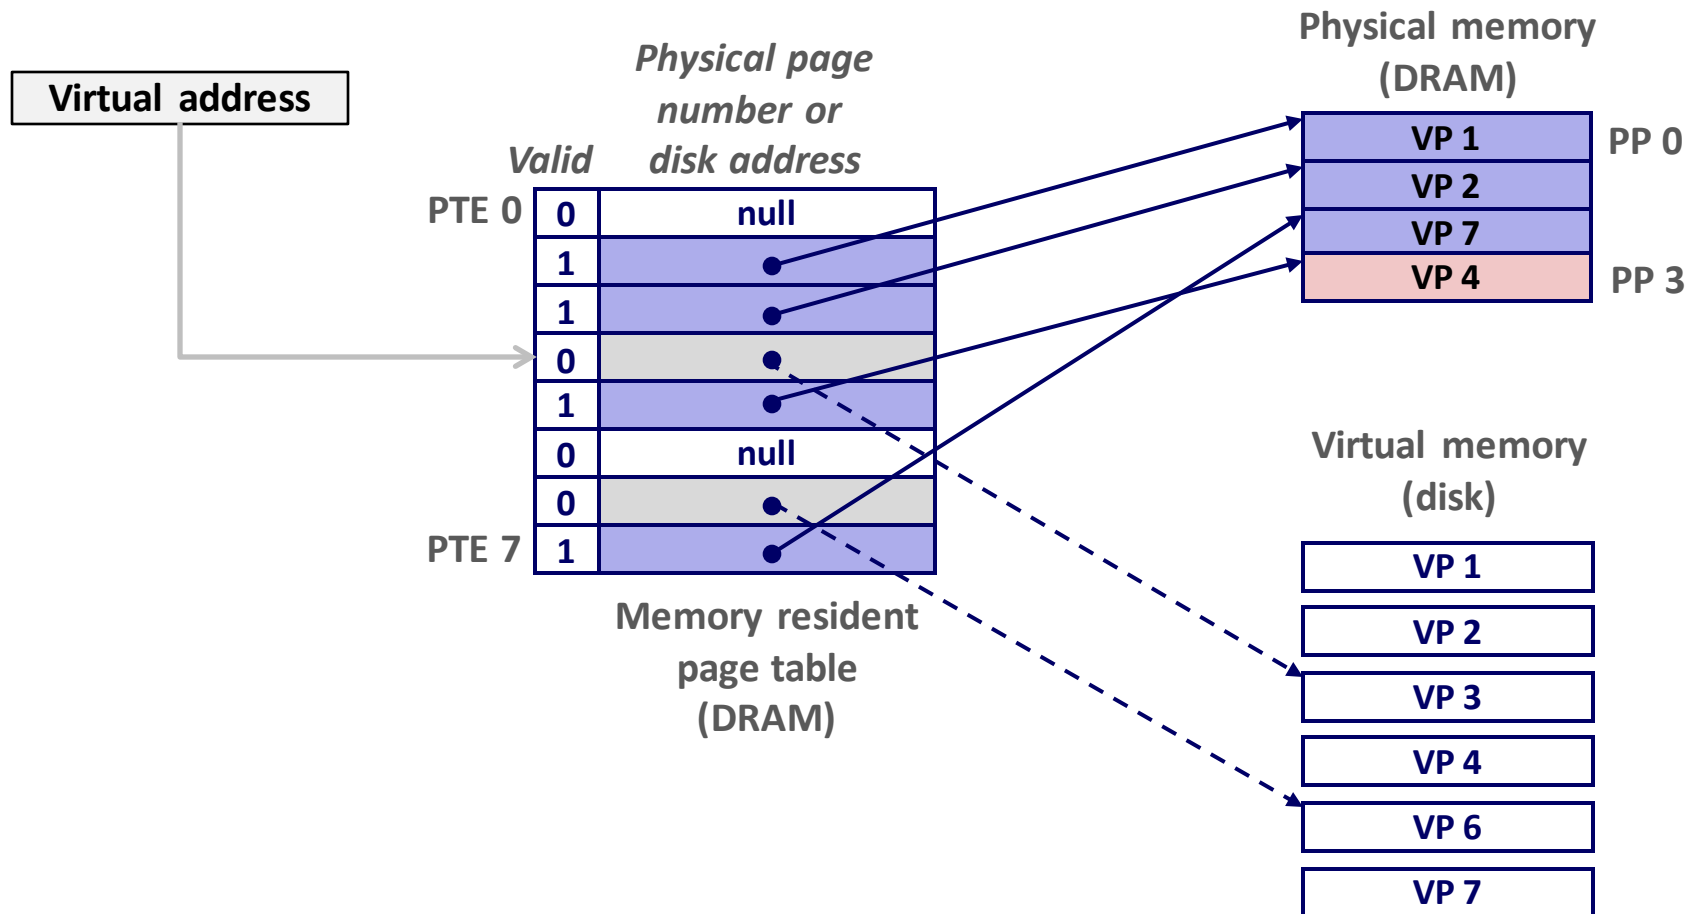 Virtual address
Physical page
number or
disk address
Valid
PTE 0
0 null
1
1
0
1
0 null
0
PTE 7 1
Memory resident
page table
(DRAM)
Physical memory
(DRAM)
VP 1 PP 0
VP 2
VP 7
VP 4 PP 3
Virtual memory
(disk)
VP 1
VP 2
VP 3
VP 4
VP 6
VP 7